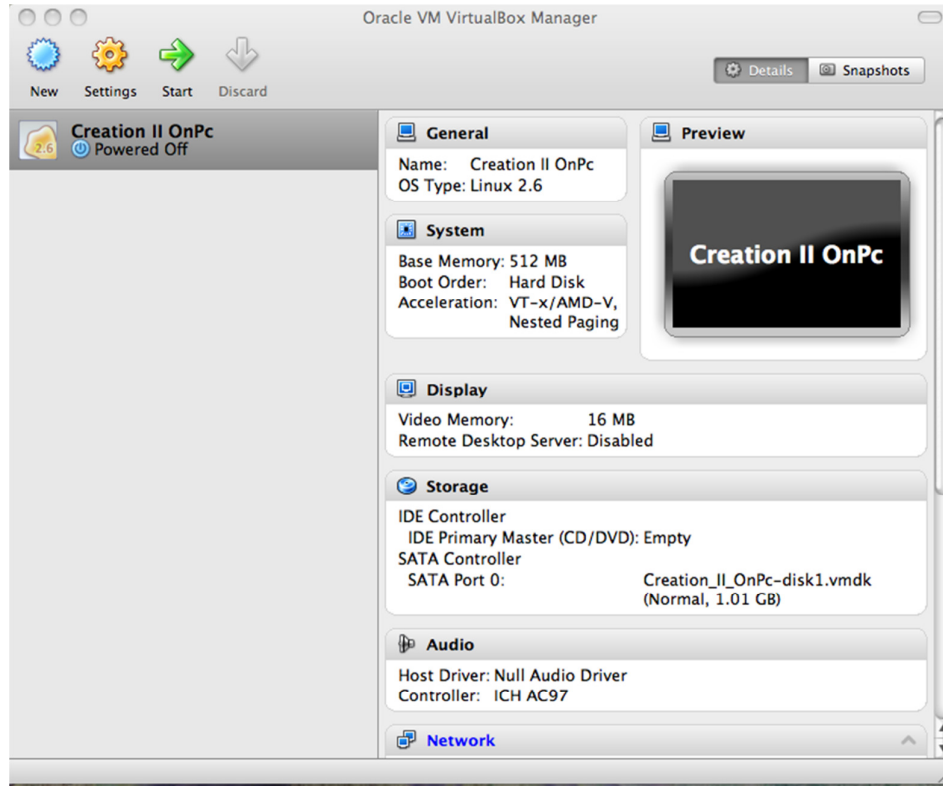 Oracle VM VirtualBox Manager
New Settings Start Discard
Details Snapshots
2.6
Creation II OnPc
Powered Off
General
Name: Creation II OnPc
OS Type: Linux 2.6
Preview
Creation II OnPc
System
Base Memory: 512 MB
Boot Order: Hard Disk
Acceleration: VT-x/AMD-V,
Nested Paging
Display
Video Memory: 16 MB
Remote Desktop Server: Disabled
Storage
IDE Controller
IDE Primary Master (CD/DVD): Empty
SATA Controller
SATA Port 0: Creation_II_OnPc-disk1.vmdk
(Normal, 1.01 GB)
Audio
Host Driver: Null Audio Driver
Controller: ICH AC97
Network